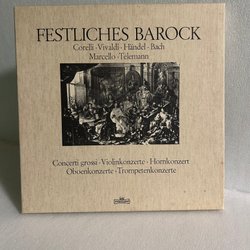 FESTLICHES BAROCK
Corelli · Vivaldi · Händel · Bach
Marcello · Telemann
Concerti grossi · Violinkonzerte · Hornkonzert
Oboenkonzerte · Trompetenkonzerte